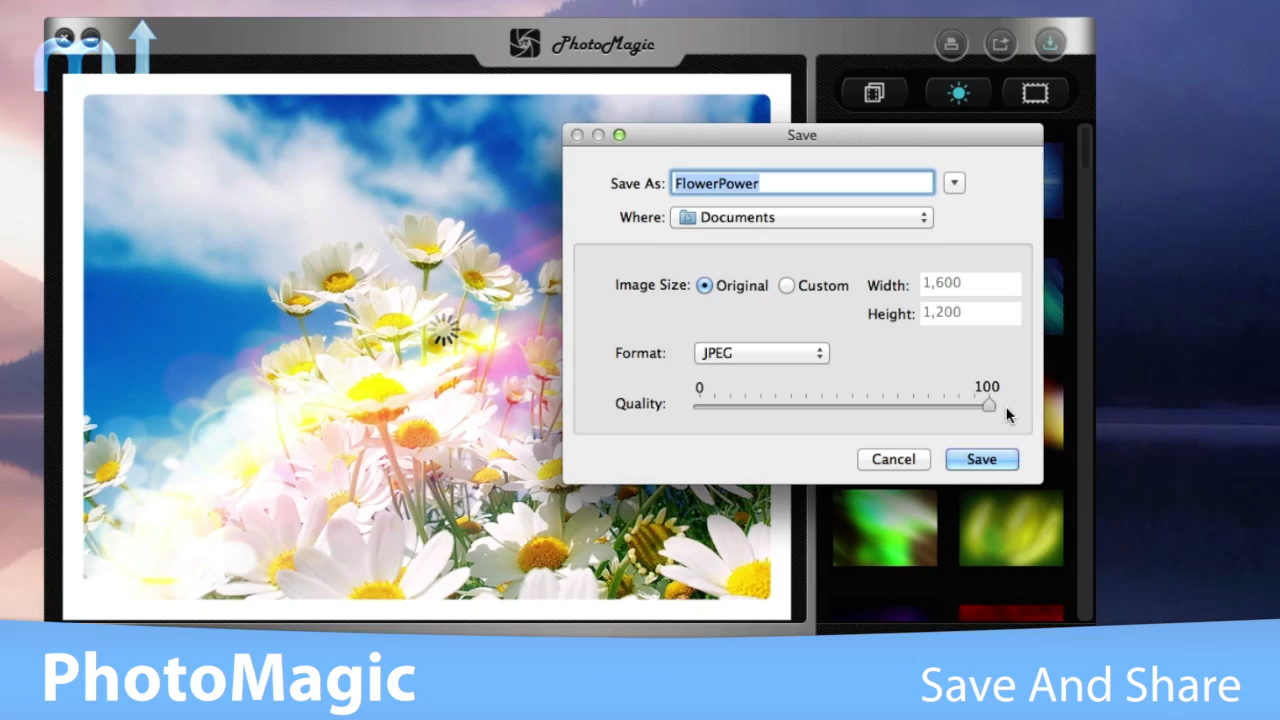 PhotoMagic
Save
Save As: FlowerPower
Where: Documents
Image Size: Original Custom Width: 1,600
Height: 1,200
Format: JPEG
0 100
Quality:
Cancel Save
PhotoMagic
Save And Share